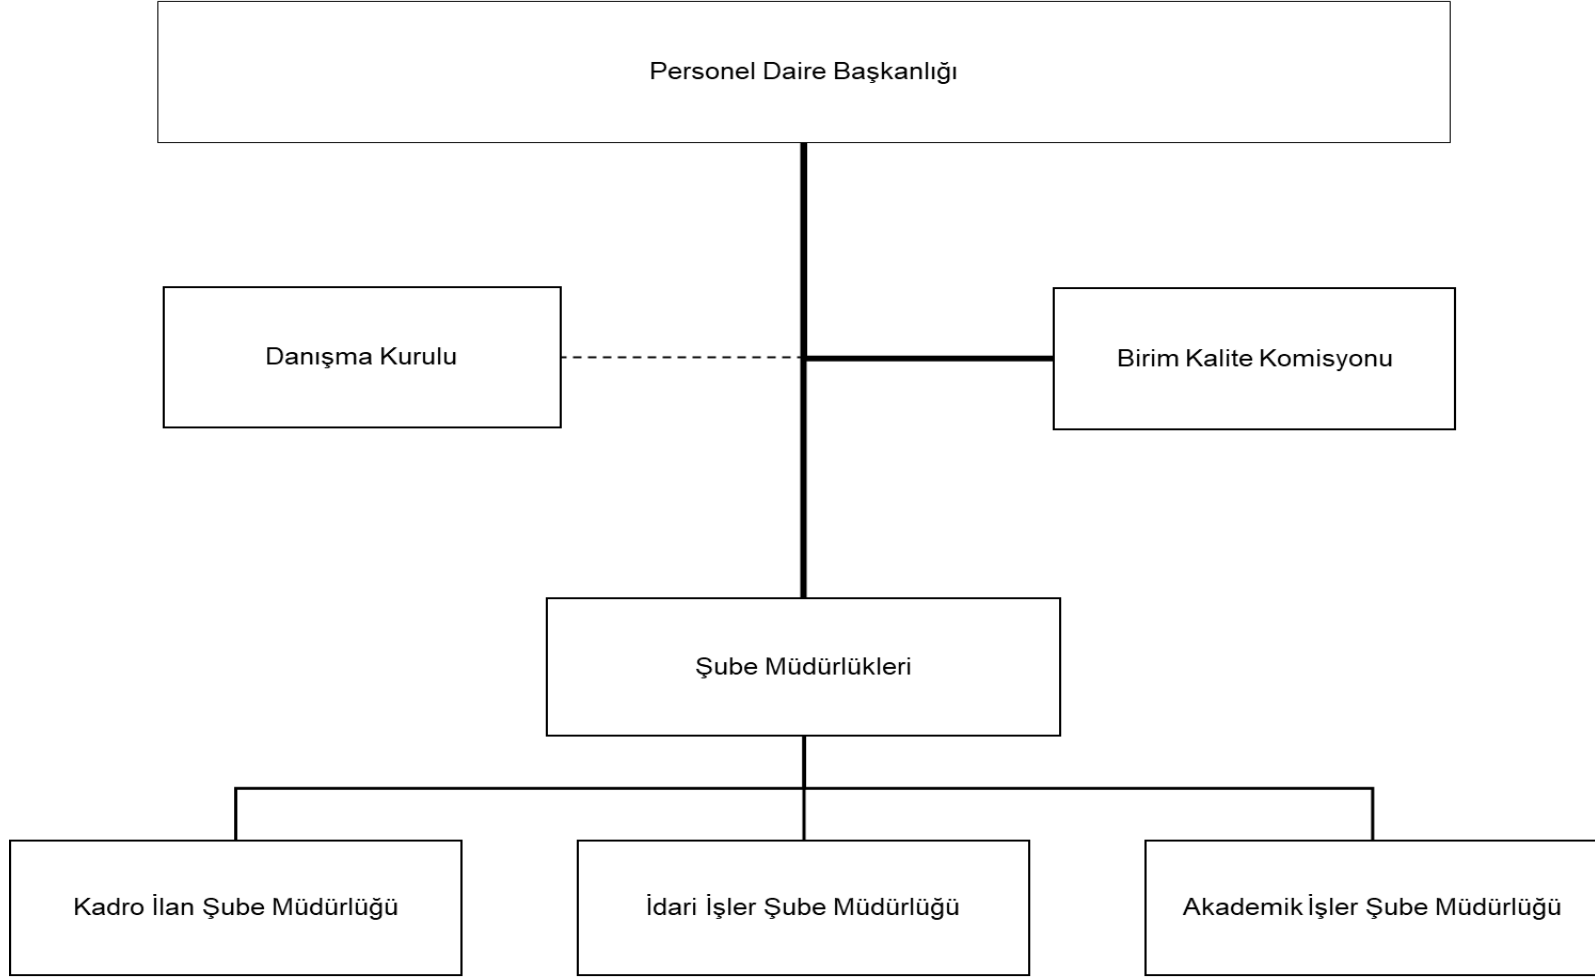 Personel Daire Başkanlığı
Danışma Kurulu
Birim Kalite Komisyonu
Şube Müdürlükleri
Kadro İlan Şube Müdürlüğü
İdari İşler Şube Müdürlüğü
Akademik İşler Şube Müdürlüğü